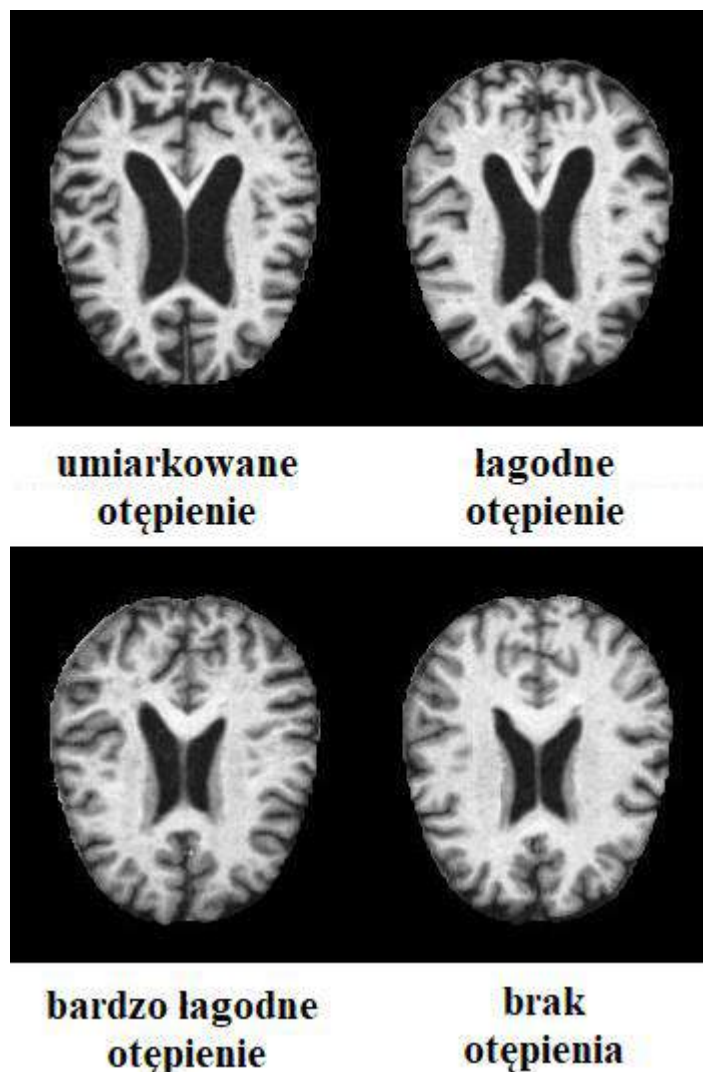 umiarkowane
otępienie
łagodne
otępienie
bardzo łagodne
otępienie
brak
otępienia